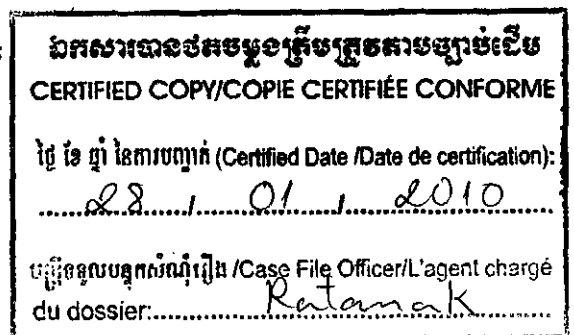 ឯកសារបានថតចម្លងត្រឹមត្រូវតាមច្បាប់ដើម
CERTIFIED COPY/COPIE CERTIFIÉE CONFORME
ថ្ងៃ ខែ ឆ្នាំ នៃការបញ្ជាក់ (Certified Date /Date de certification):
28 / 01 / 2010
មន្ត្រីទទួលបន្ទុកសំណុំរឿង /Case File Officer/L'agent chargé
du dossier: Ratanak